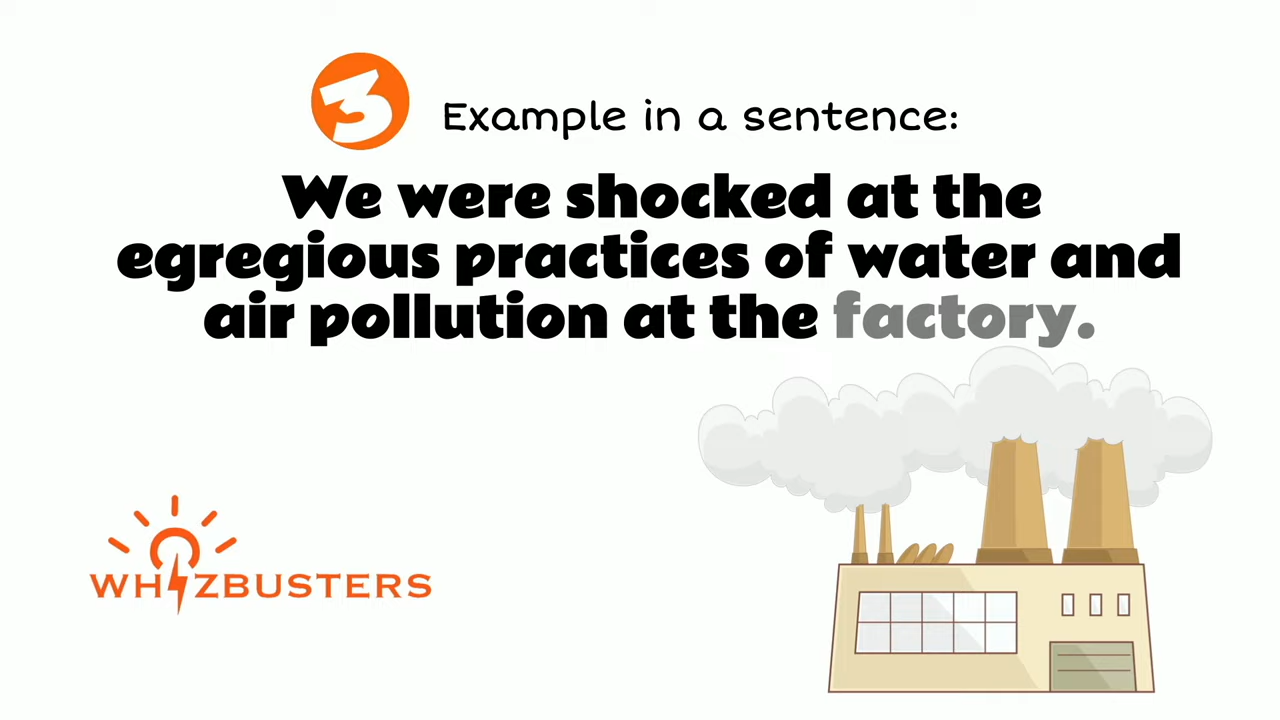 3 Example in a sentence:
We were shocked at the
egregious practices of water and
air pollution at the factory.
WHIZBUSTERS